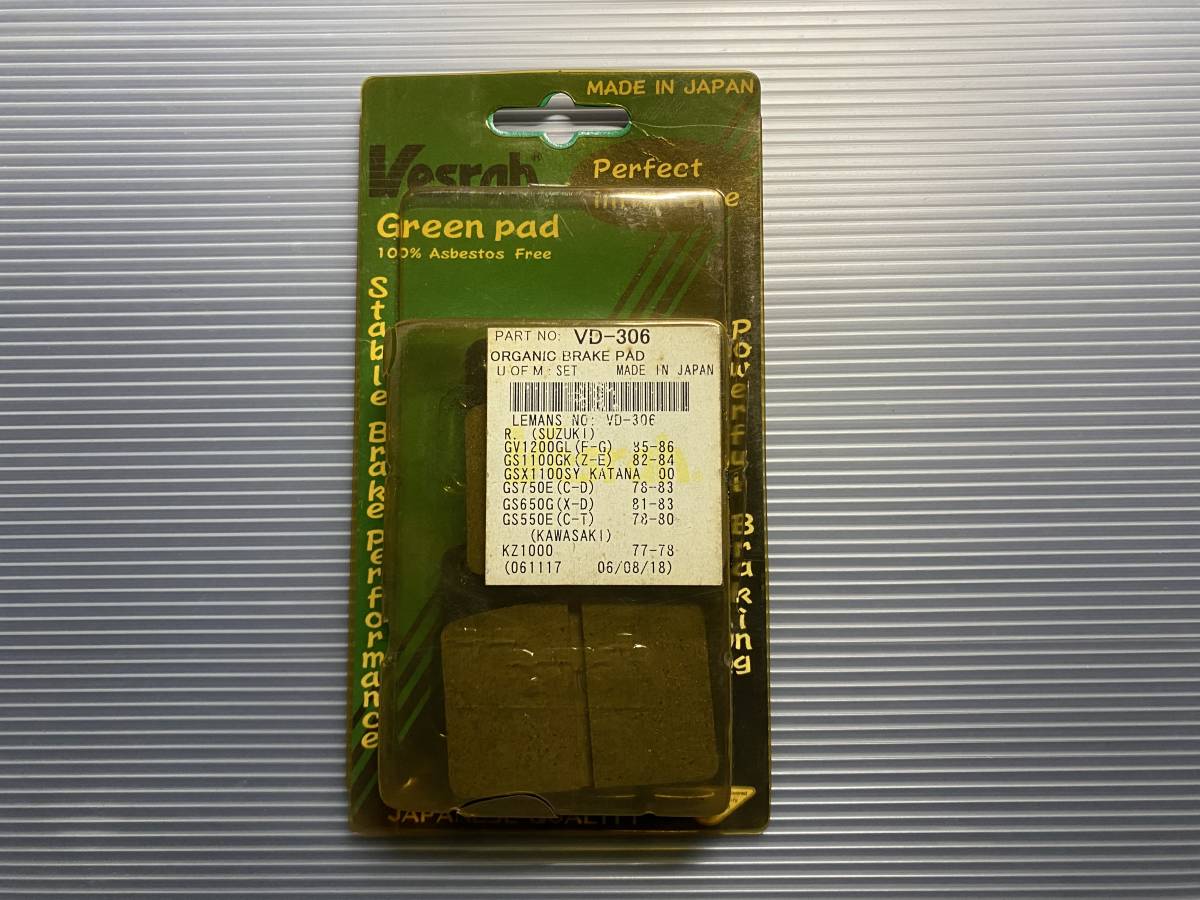 MADE IN JAPAN
Vesrah®
Perfect
Green pad
100% Asbestos Free
Stable Brake performance
Powerful Braking
PART NO: VD-306
ORGANIC BRAKE PAD
U OF M : SET MADE IN JAPAN
LEMANS NO: VD-306
R. (SUZUKI)
GV1200GL(F-G) 85-86
GS1100GK(Z-E) 82-84
GSX1100SY KATANA 00
GS750E(C-D) 78-83
GS650G(X-D) 81-83
GS550E(C-T) 78-80
(KAWASAKI)
KZ1000 77-78
(061117 06/08/18)
JAPANESE QUALITY